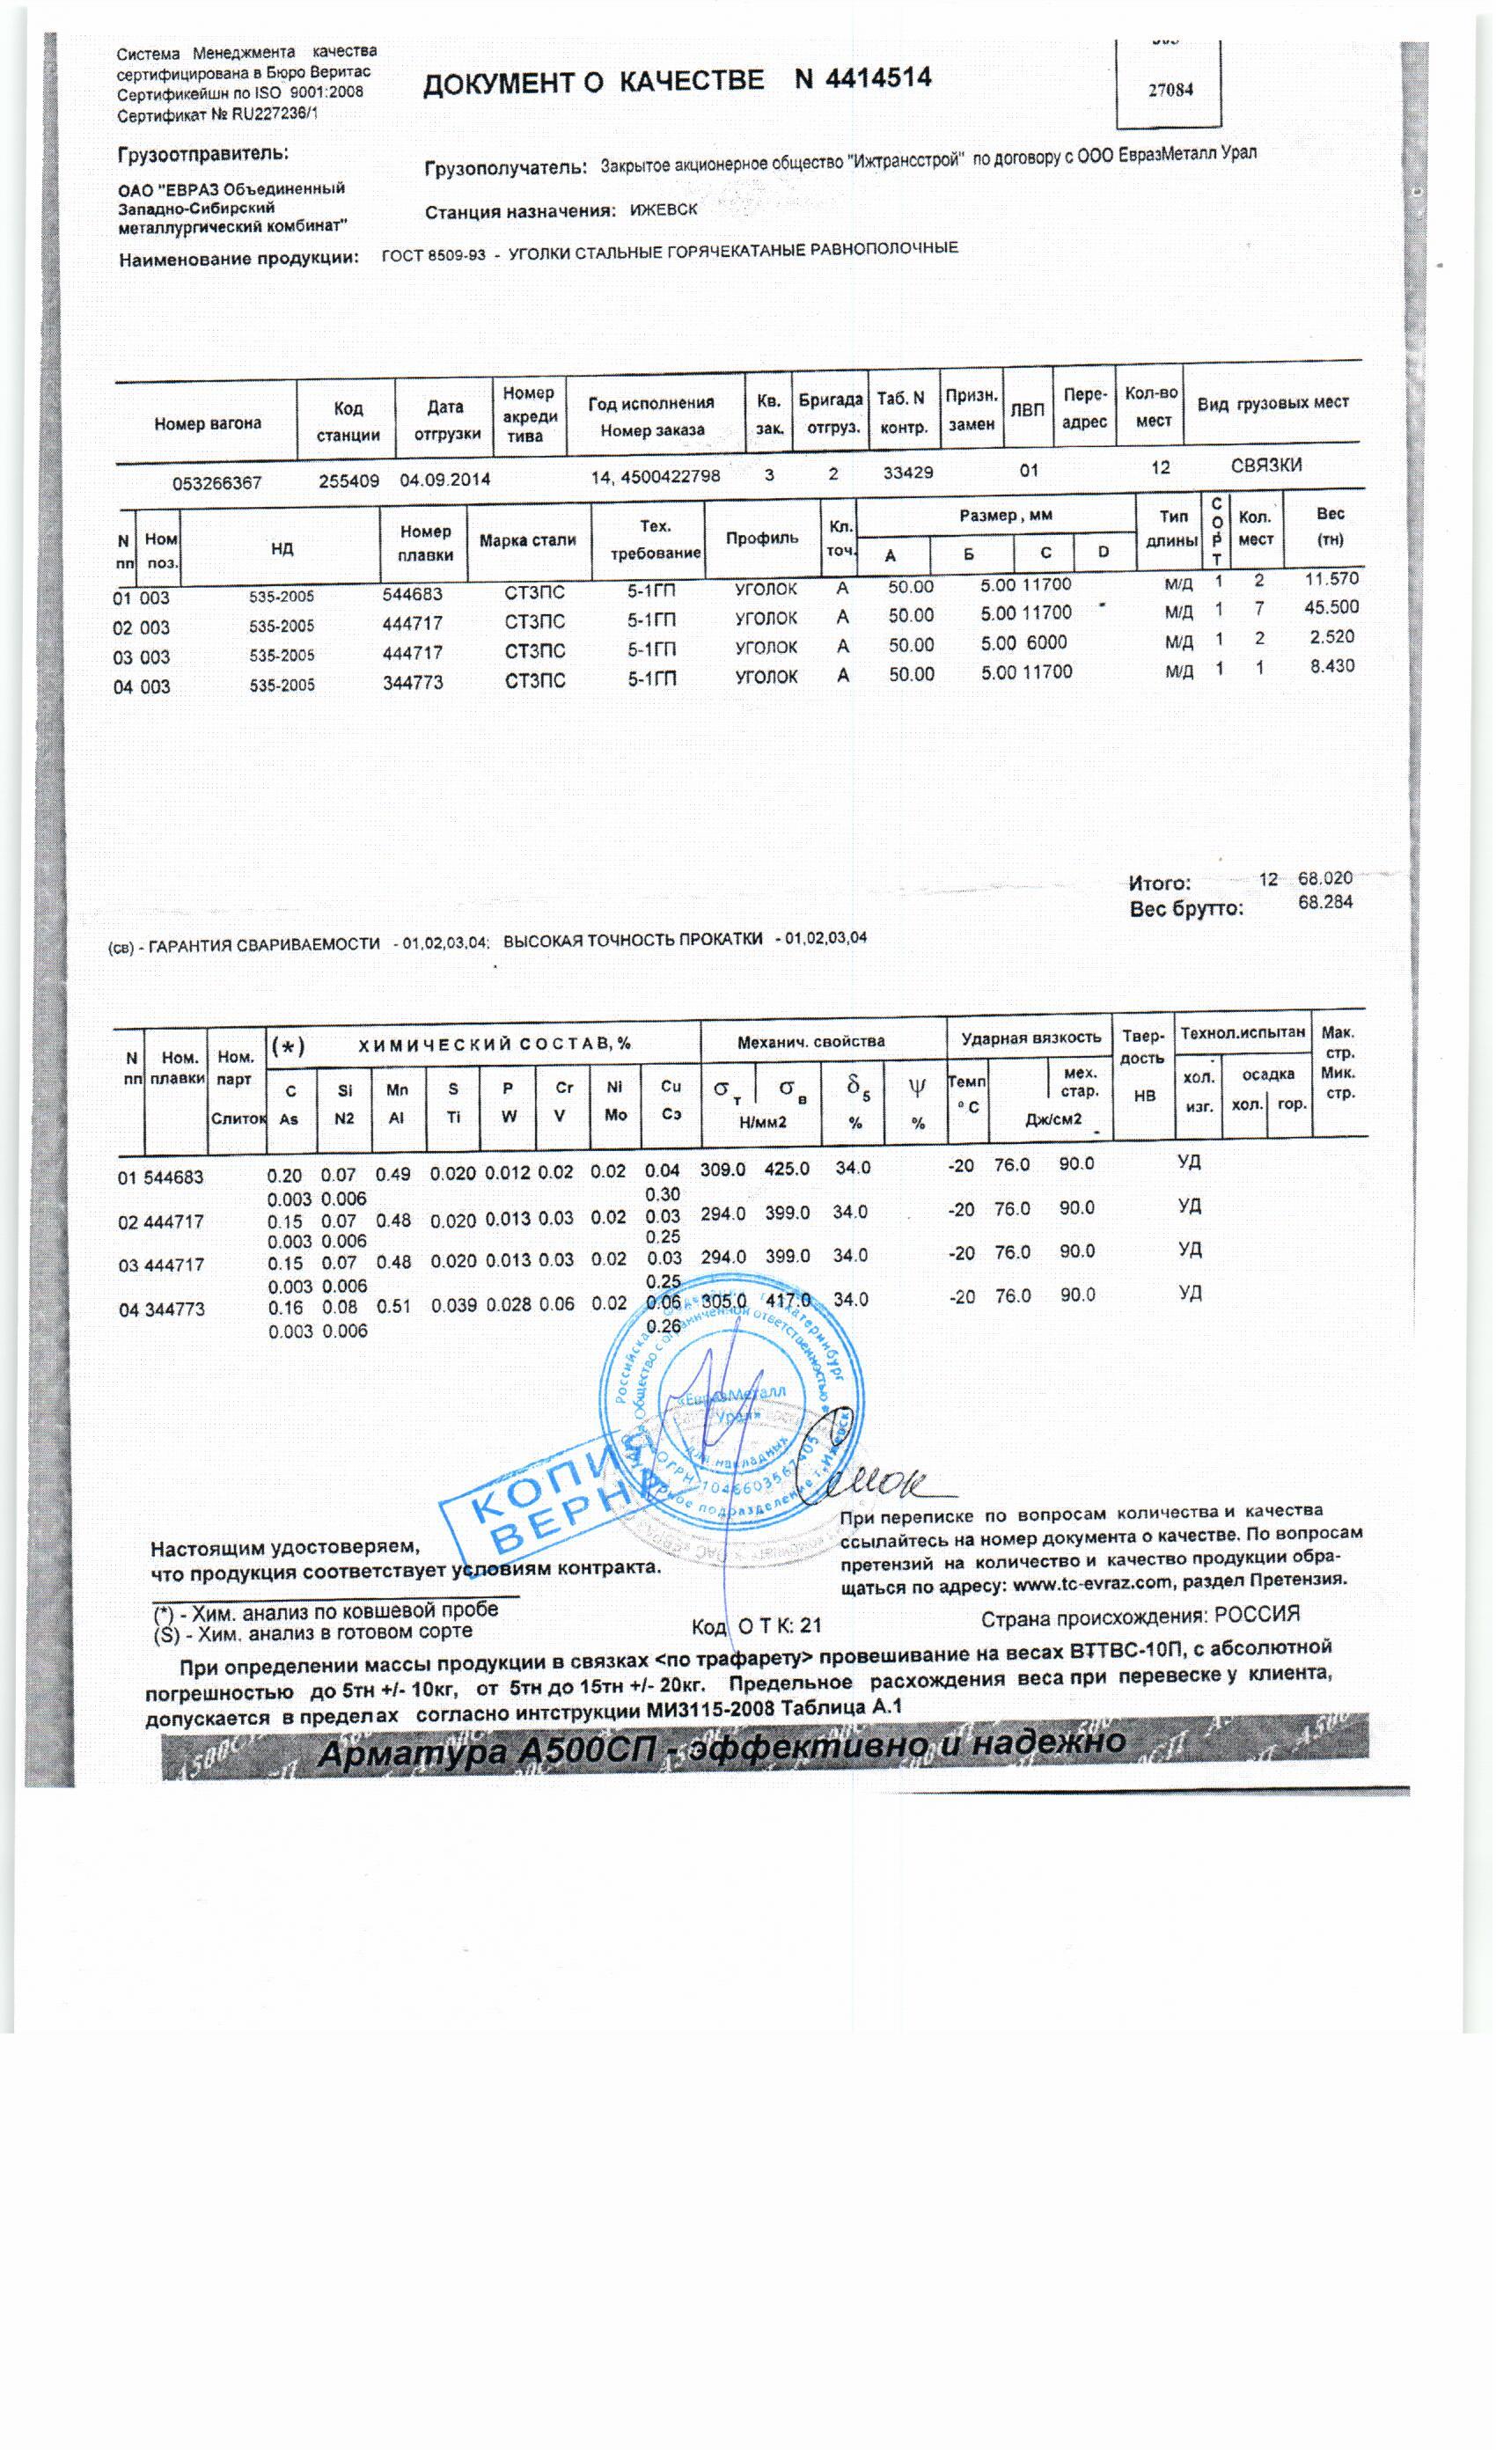 Система Менеджмента качества
сертифицирована в Бюро Веритас
Сертификейшн по ISO 9001:2008
Сертификат № RU227236/1
ДОКУМЕНТ О КАЧЕСТВЕ N 4414514
27084
Грузоотправитель:
ОАО "ЕВРАЗ Объединенный
Западно-Сибирский
металлургический комбинат"
Грузополучатель: Закрытое акционерное общество "Ижтрансстрой" по договору с ООО ЕвразМеталл Урал
Станция назначения: ИЖЕВСК
Наименование продукции: ГОСТ 8509-93 - УГОЛКИ СТАЛЬНЫЕ ГОРЯЧЕКАТАНЫЕ РАВНОПОЛОЧНЫЕ
Номер вагона Код станции Дата отгрузки Номер акреди тива Год исполнения Номер заказа Кв. зак. Бригада отгруз. Таб. N контр. Призн. замен ЛВП Пере- адрес Кол-во мест Вид грузовых мест
053266367 255409 04.09.2014 14, 4500422798 3 2 33429 01 12 СВЯЗКИ
N пп Ном поз. НД Номер плавки Марка стали Тех. требование Профиль Кл. точ. Размер, мм А Б С D Тип длины СОРТ Кол. мест Вес (тн)
01 003 535-2005 544683 СТ3ПС 5-1ГП УГОЛОК А 50.00 5.00 11700 М/Д 1 2 11.570
02 003 535-2005 444717 СТ3ПС 5-1ГП УГОЛОК А 50.00 5.00 11700 М/Д 1 7 45.500
03 003 535-2005 444717 СТ3ПС 5-1ГП УГОЛОК А 50.00 5.00 6000 М/Д 1 2 2.520
04 003 535-2005 344773 СТ3ПС 5-1ГП УГОЛОК А 50.00 5.00 11700 М/Д 1 1 8.430
Итого: 12 68.020
Вес брутто: 68.284
(св) - ГАРАНТИЯ СВАРИВАЕМОСТИ - 01,02,03,04: ВЫСОКАЯ ТОЧНОСТЬ ПРОКАТКИ - 01,02,03,04
N пп Ном. плавки Ном. парт Слиток (*) ХИМИЧЕСКИЙ СОСТАВ, % Механич. свойства Ударная вязкость Твер- дость НВ Технол.испытан Мак. стр. Мик. стр.
C Si Mn S P Cr Ni Cu σт σв δ5 ψ Темп °С мех. стар. хол. изг. осадка
As N2 Al Ti W V Mo Сэ Н/мм2 % % Дж/см2 хол. гор.
01 544683 0.20 0.07 0.49 0.020 0.012 0.02 0.02 0.04 309.0 425.0 34.0 -20 76.0 90.0 УД
0.003 0.006 0.30
02 444717 0.15 0.07 0.48 0.020 0.013 0.03 0.02 0.03 294.0 399.0 34.0 -20 76.0 90.0 УД
0.003 0.006 0.25
03 444717 0.15 0.07 0.48 0.020 0.013 0.03 0.02 0.03 294.0 399.0 34.0 -20 76.0 90.0 УД
0.003 0.006 0.25
04 344773 0.16 0.08 0.51 0.039 0.028 0.06 0.02 0.06 305.0 417.0 34.0 -20 76.0 90.0 УД
0.003 0.006 0.26
Российская Федерация г. Екатеринбург
Общество с ограниченной ответственностью
«ЕвразМеталл
Урал»
для накладных
ОГРН 1046603567405
подразделение г. Ижевск
КОПИЯ
ВЕРНА
При переписке по вопросам количества и качества
ссылайтесь на номер документа о качестве. По вопросам
претензий на количество и качество продукции обра-
щаться по адресу: www.tc-evraz.com, раздел Претензия.
Настоящим удостоверяем,
что продукция соответствует условиям контракта.
(*) - Хим. анализ по ковшевой пробе
(S) - Хим. анализ в готовом сорте
Код О Т К: 21
Страна происхождения: РОССИЯ
При определении массы продукции в связках <по трафарету> провешивание на весах ВТТВС-10П, с абсолютной
погрешностью до 5тн +/- 10кг, от 5тн до 15тн +/- 20кг. Предельное расхождения веса при перевеске у клиента,
допускается в пределах согласно интструкции МИ3115-2008 Таблица А.1
Арматура А500СП - эффективно и надежно